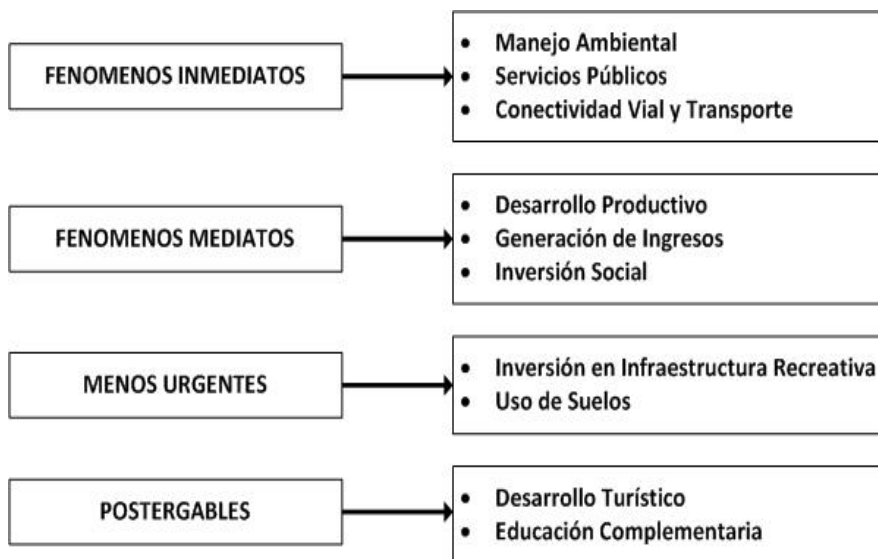 FENOMENOS INMEDIATOS
• Manejo Ambiental
• Servicios Públicos
• Conectividad Vial y Transporte
FENOMENOS MEDIATOS
• Desarrollo Productivo
• Generación de Ingresos
• Inversión Social
MENOS URGENTES
• Inversión en Infraestructura Recreativa
• Uso de Suelos
POSTERGABLES
• Desarrollo Turístico
• Educación Complementaria